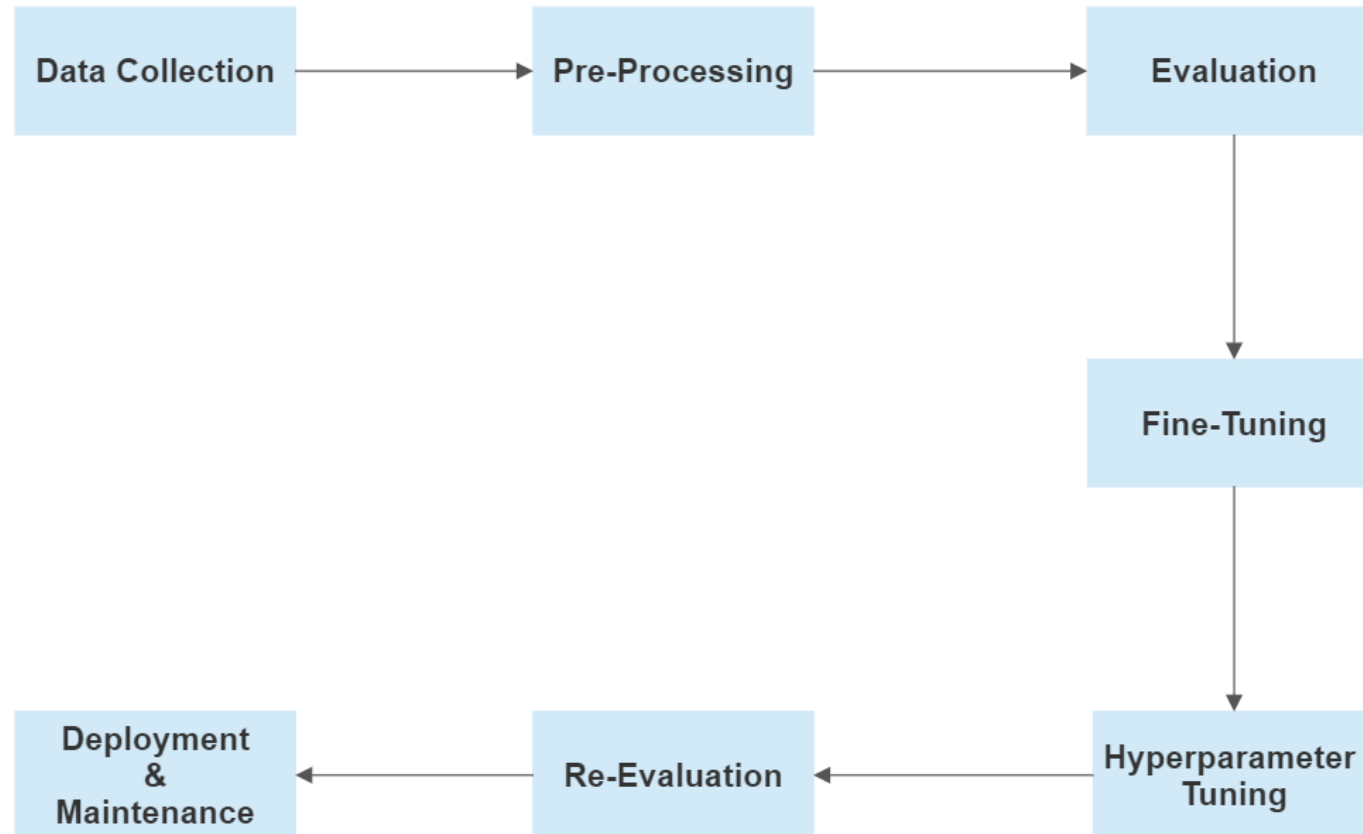 Data Collection
Pre-Processing
Evaluation
Fine-Tuning
Hyperparameter
Tuning
Re-Evaluation
Deployment
&
Maintenance